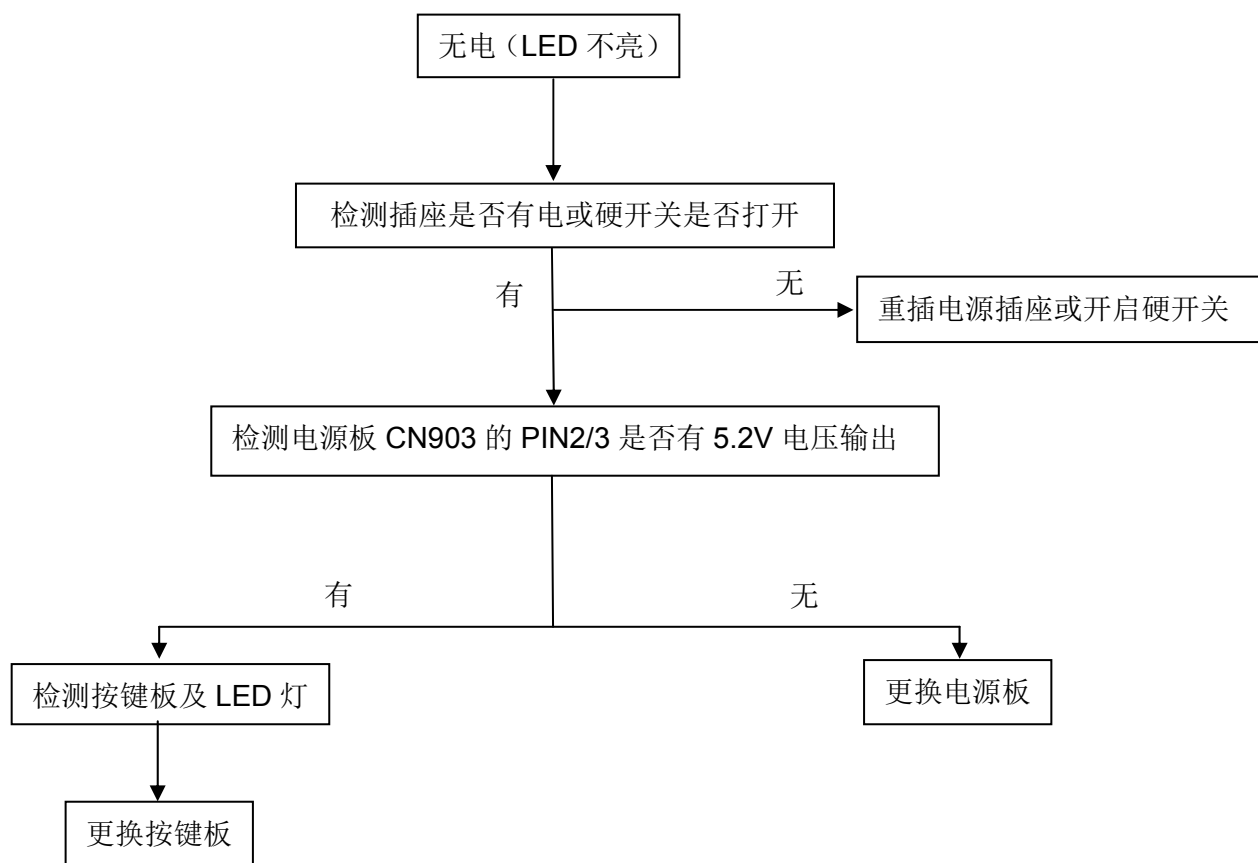 无电（LED 不亮）
检测插座是否有电或硬开关是否打开
有
无
重插电源插座或开启硬开关
检测电源板 CN903 的 PIN2/3 是否有 5.2V 电压输出
有
无
检测按键板及 LED 灯
更换电源板
更换按键板